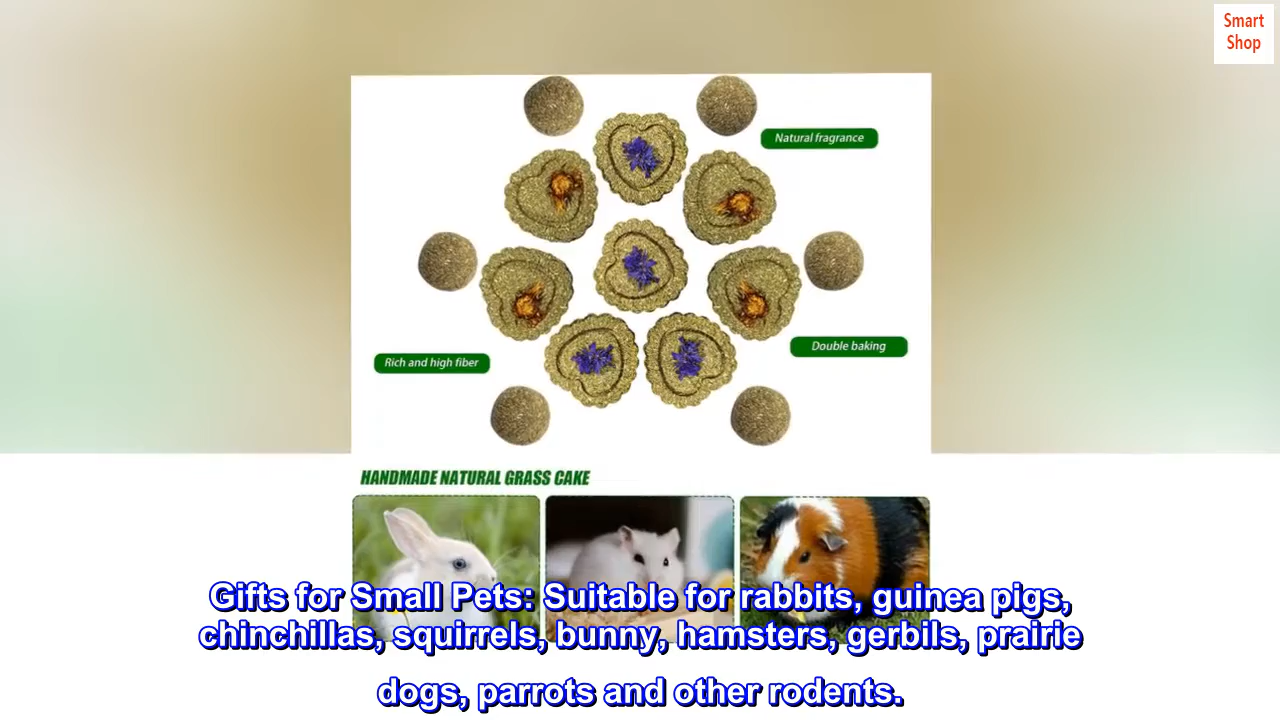 Smart
Shop
Natural fragrance
Double baking
Rich and high fiber
HANDMADE NATURAL GRASS CAKE
Gifts for Small Pets: Suitable for rabbits, guinea pigs,
chinchillas, squirrels, bunny, hamsters, gerbils, prairie
dogs, parrots and other rodents.